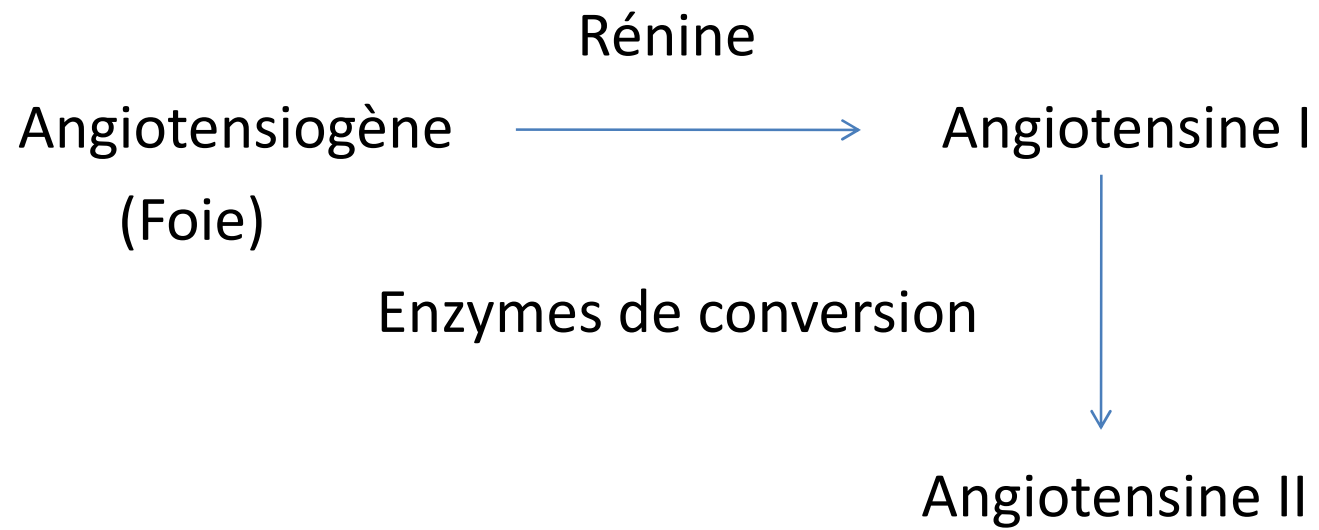 Rénine
Angiotensiogène
Angiotensine I
(Foie)
Enzymes de conversion
Angiotensine II